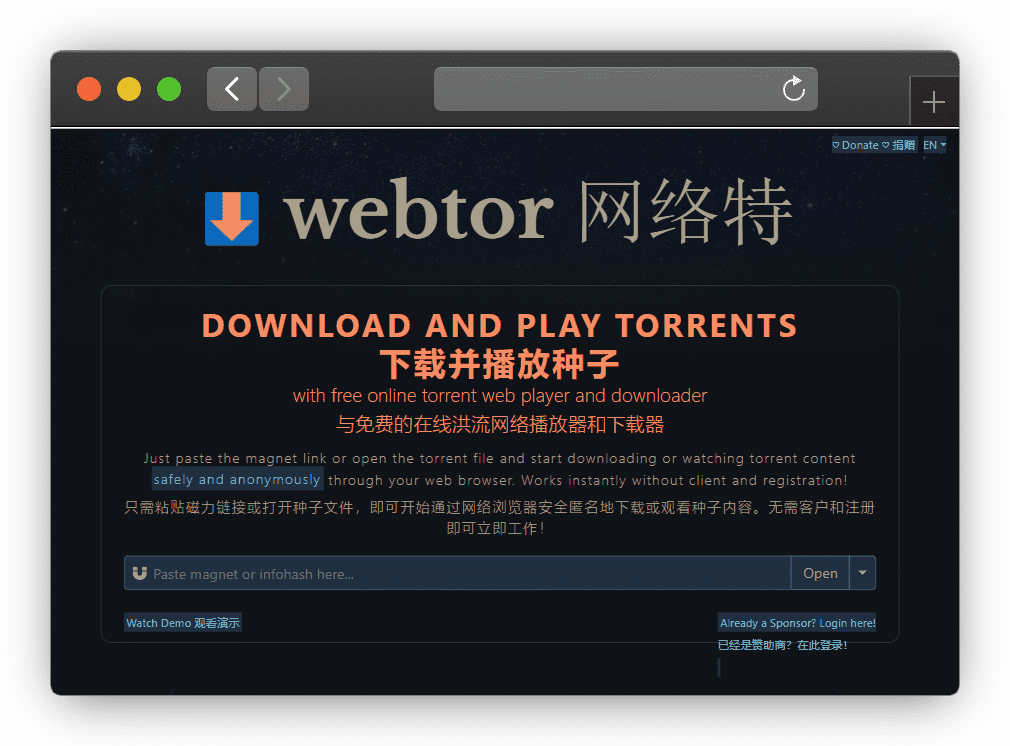 ♡ Donate ♡ 捐赠 EN
webtor 网络特
DOWNLOAD AND PLAY TORRENTS
下载并播放种子
with free online torrent web player and downloader
与免费的在线洪流网络播放器和下载器
Just paste the magnet link or open the torrent file and start downloading or watching torrent content
safely and anonymously through your web browser. Works instantly without client and registration!
只需粘贴磁力链接或打开种子文件，即可开始通过网络浏览器安全匿名地下载或观看种子内容。无需客户和注册
即可立即工作！
Paste magnet or infohash here... Open
Watch Demo 观看演示 Already a Sponsor? Login here!
已经是赞助商？在此登录！